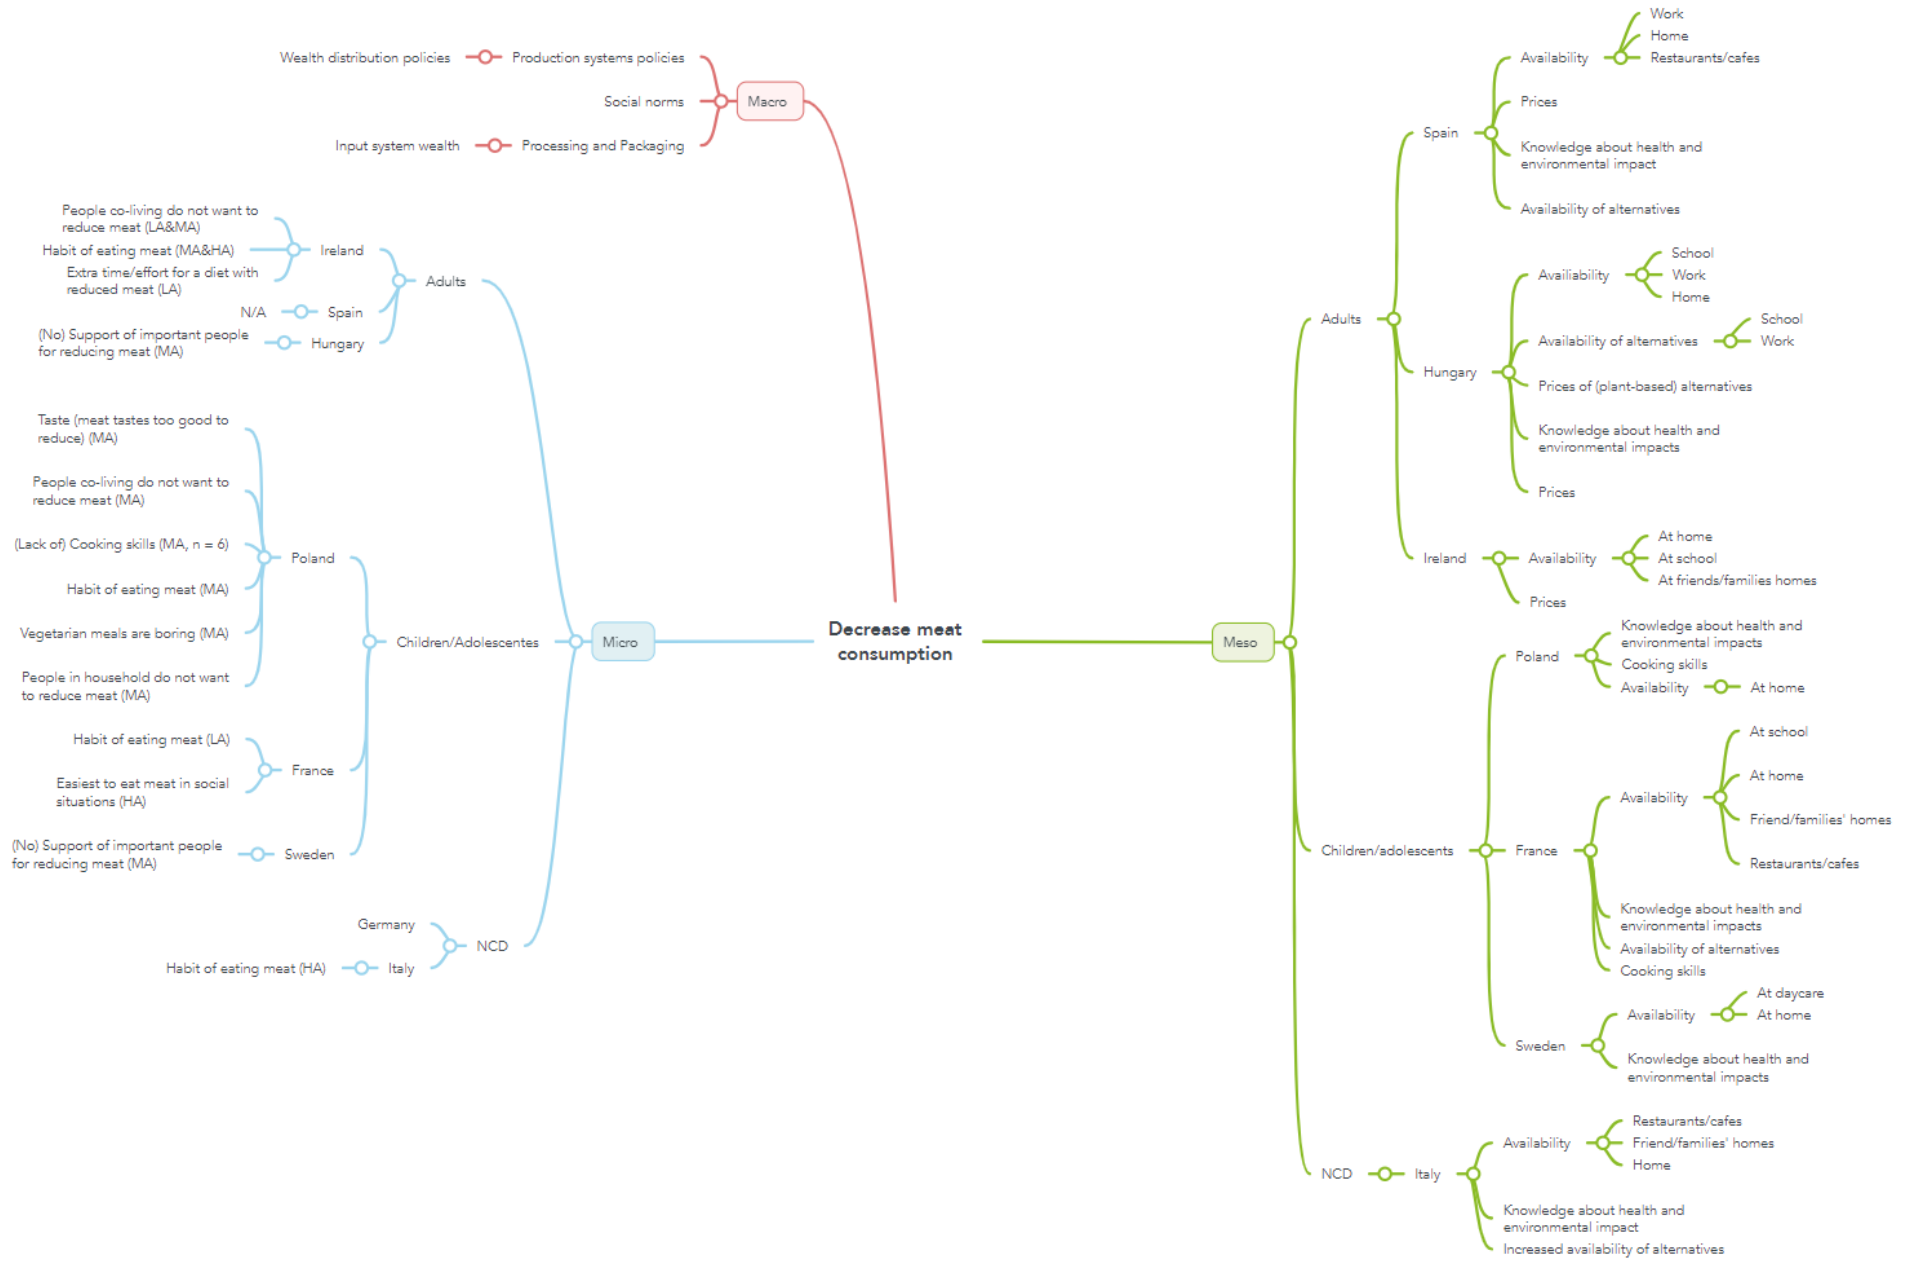 Decrease meat
consumption
Macro
Production systems policies
Wealth distribution policies
Social norms
Processing and Packaging
Input system wealth
Micro
Adults
Ireland
People co-living do not want to
reduce meat (LA&MA)
Habit of eating meat (MA&HA)
Extra time/effort for a diet with
reduced meat (LA)
Spain
N/A
Hungary
(No) Support of important people
for reducing meat (MA)
Children/Adolescentes
Poland
Taste (meat tastes too good to
reduce) (MA)
People co-living do not want to
reduce meat (MA)
(Lack of) Cooking skills (MA, n = 6)
Habit of eating meat (MA)
Vegetarian meals are boring (MA)
People in household do not want
to reduce meat (MA)
France
Habit of eating meat (LA)
Easiest to eat meat in social
situations (HA)
Sweden
(No) Support of important people
for reducing meat (MA)
NCD
Germany
Italy
Habit of eating meat (HA)
Meso
Adults
Spain
Availability
Work
Home
Restaurants/cafes
Prices
Knowledge about health and
environmental impact
Availability of alternatives
Hungary
Availiability
School
Work
Home
Availability of alternatives
School
Work
Prices of (plant-based) alternatives
Knowledge about health and
environmental impacts
Prices
Ireland
Availability
At home
At school
At friends/families homes
Prices
Children/adolescents
Poland
Knowledge about health and
environmental impacts
Cooking skills
Availability
At home
France
Availability
At school
At home
Friend/families' homes
Restaurants/cafes
Knowledge about health and
environmental impacts
Availability of alternatives
Cooking skills
Sweden
Availability
At daycare
At home
Knowledge about health and
environmental impacts
NCD
Italy
Availability
Restaurants/cafes
Friend/families' homes
Home
Knowledge about health and
environmental impact
Increased availability of alternatives